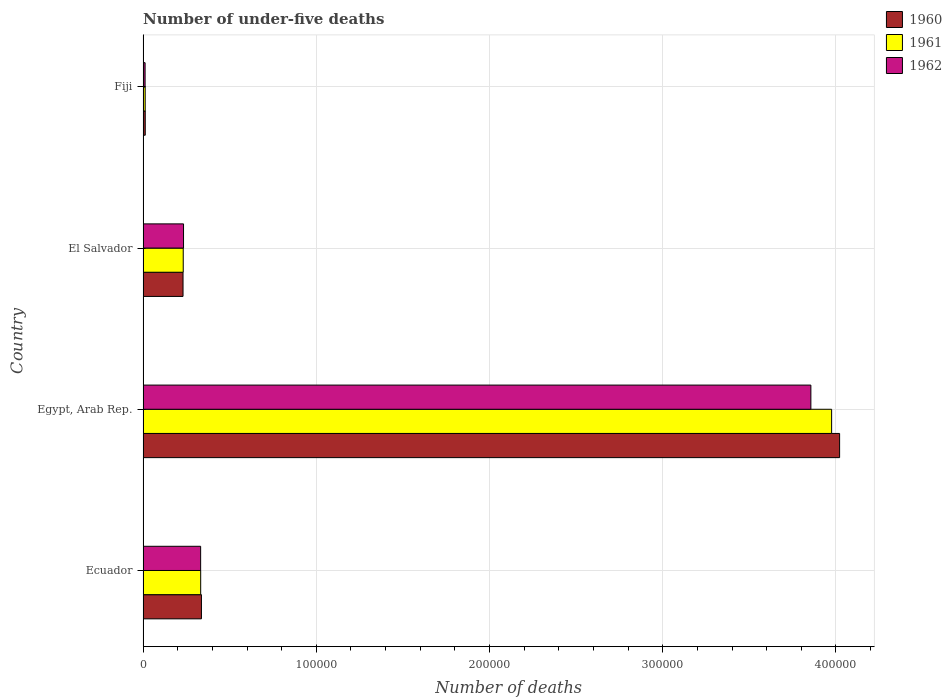 Number of under-five deaths
1960
1961
1962
Fiji
El Salvador
Egypt, Arab Rep.
Ecuador
Country
0
100000
200000
300000
400000
Number of deaths